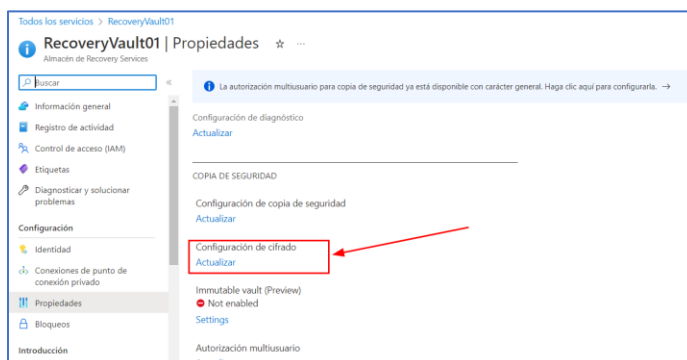 Todos los servicios > RecoveryVault01
RecoveryVault01 | Propiedades
Almacén de Recovery Services
Buscar
Información general
Registro de actividad
Control de acceso (IAM)
Etiquetas
Diagnosticar y solucionar
problemas
Configuración
Identidad
Conexiones de punto de
conexión privado
Propiedades
Bloqueos
Introducción
La autorización multiusuario para copia de seguridad ya está disponible con carácter general. Haga clic aquí para configurarla. →
Configuración de diagnóstico
Actualizar
COPIA DE SEGURIDAD
Configuración de copia de seguridad
Actualizar
Configuración de cifrado
Actualizar
Immutable vault (Preview)
Not enabled
Settings
Autorización multiusuario